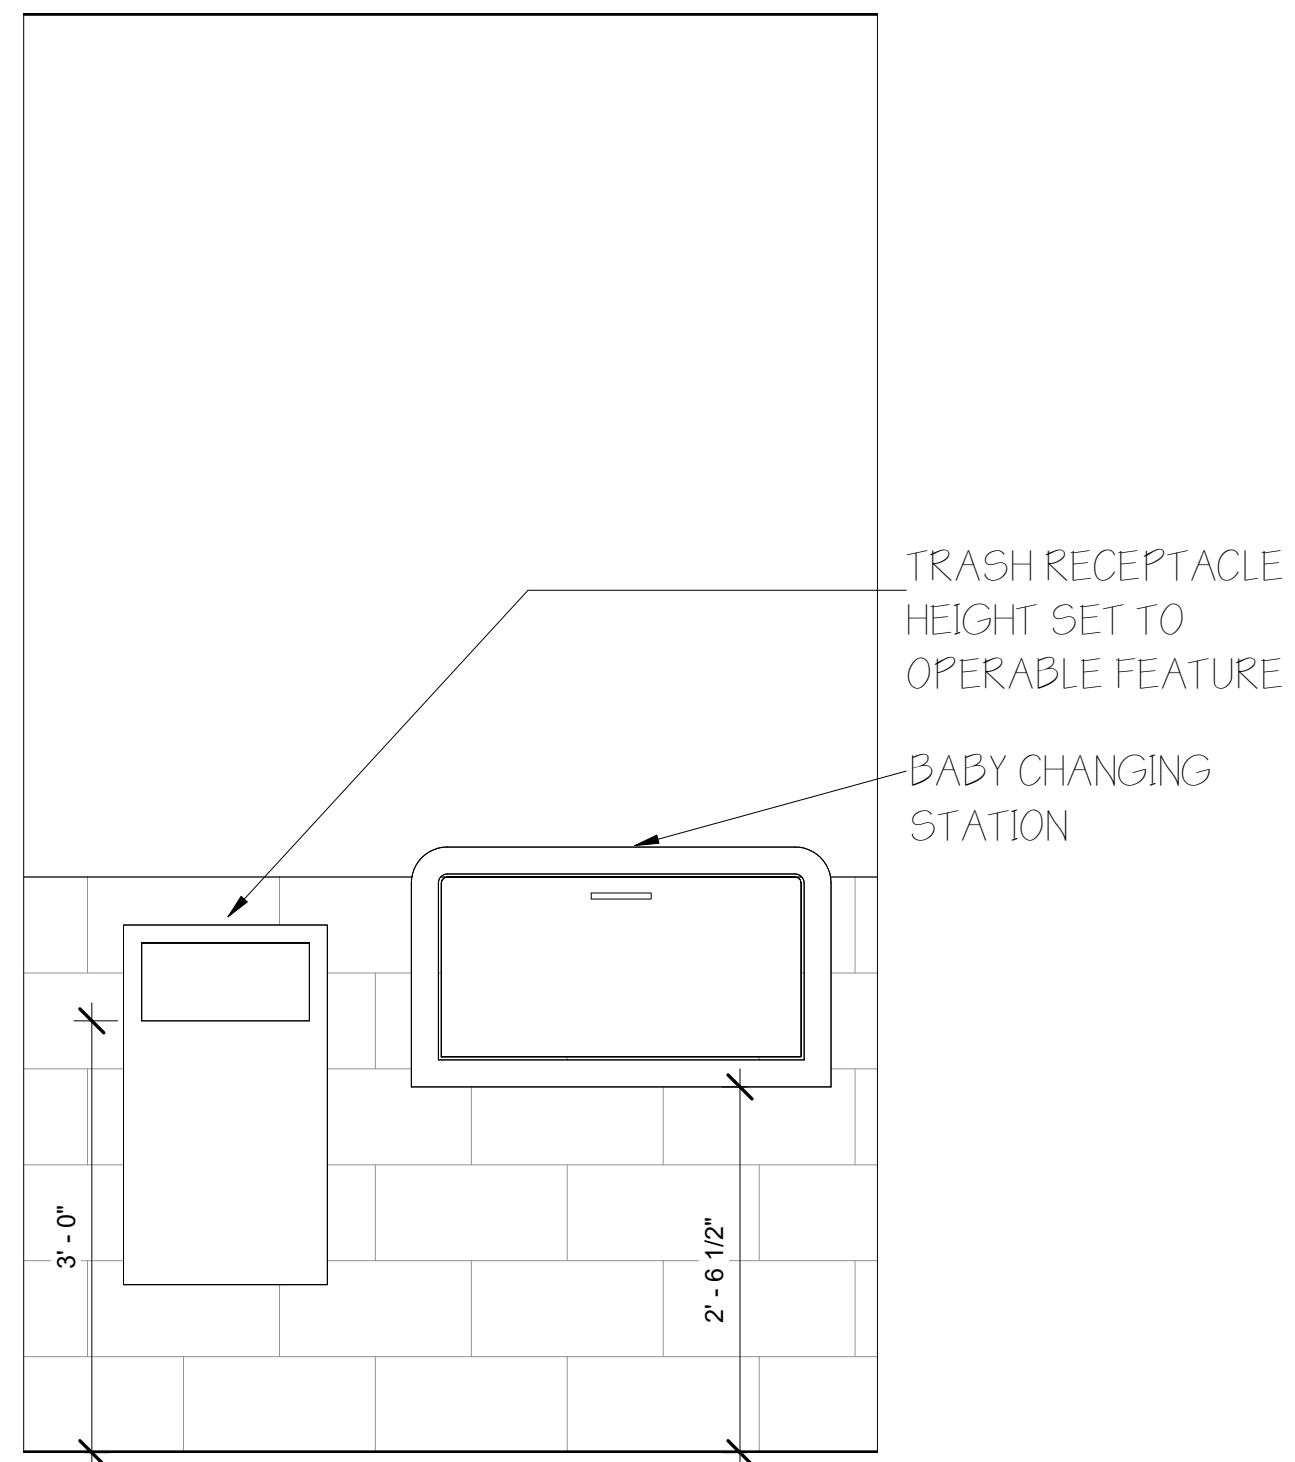 TRASH RECEPTACLE
HEIGHT SET TO
OPERABLE FEATURE
BABY CHANGING
STATION
3' - 0"
2' - 6 1/2"